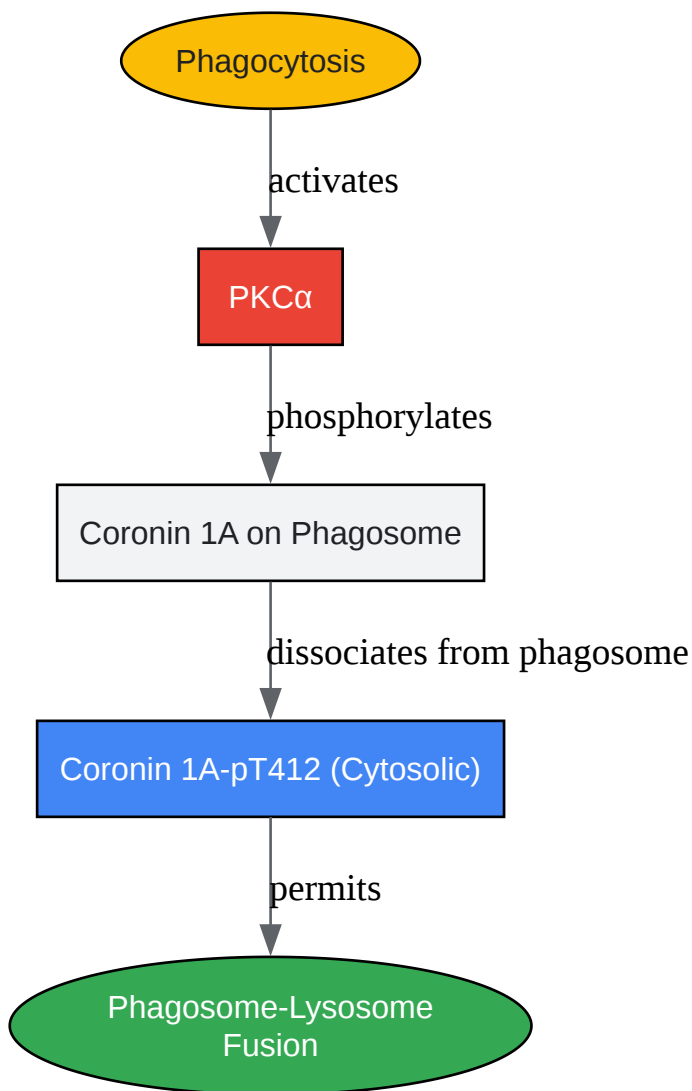 Phagocytosis
activates
PKCα
phosphorylates
Coronin 1A on Phagosome
dissociates from phagosome
Coronin 1A-pT412 (Cytosolic)
permits
Phagosome-Lysosome
Fusion